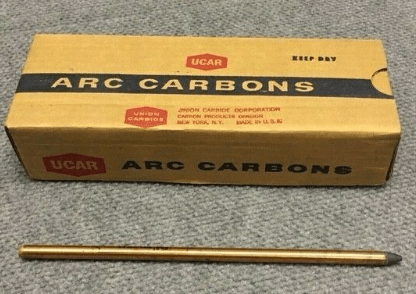 UCAR
KEEP DRY
ARC CARBONS
UNION
CARBIDE
UNION CARBIDE CORPORATION
CARBON PRODUCTS DIVISION
NEW YORK, N.Y. MADE IN U.S.A.
UCAR ARC CARBONS